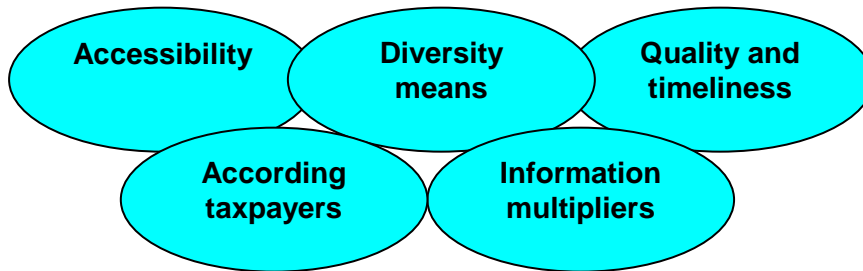 Accessibility
Diversity
means
Quality and
timeliness
According
taxpayers
Information
multipliers